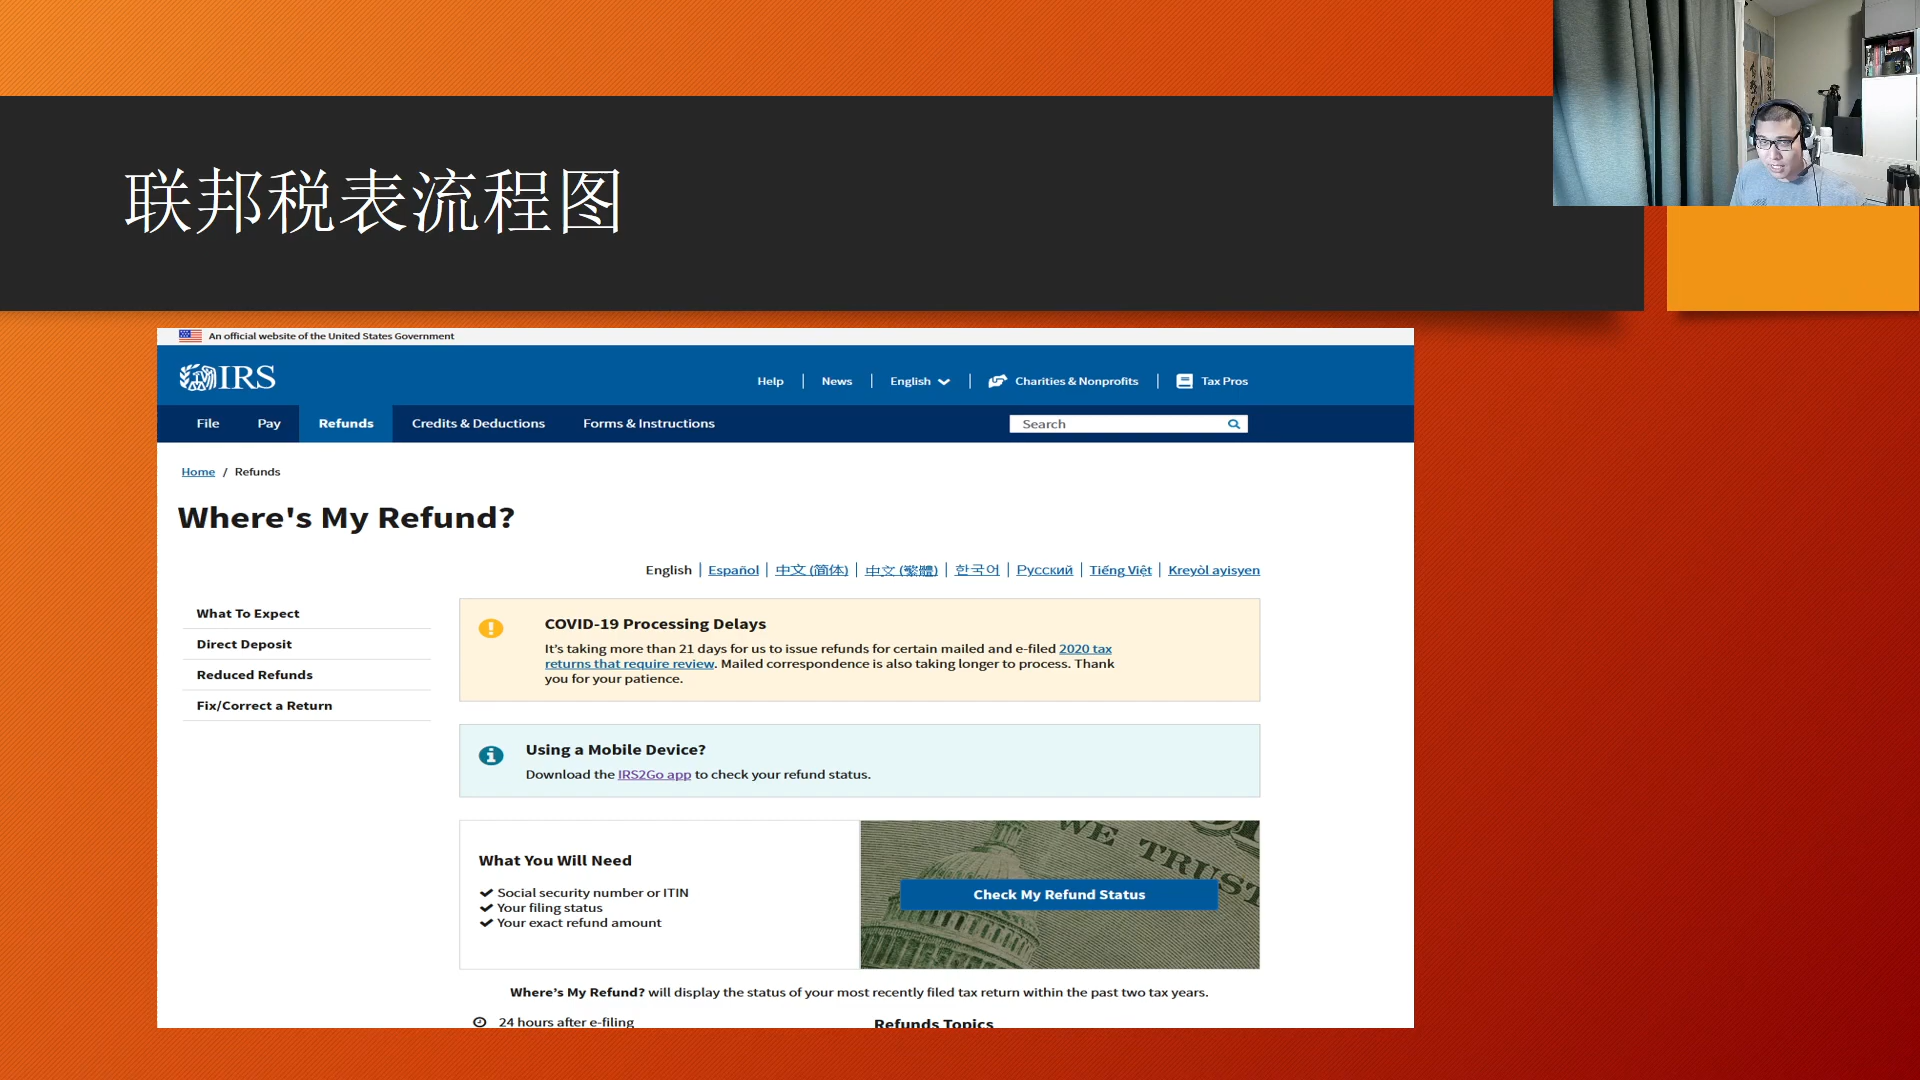 联邦税表流程图
An official website of the United States Government
IRS
Help
News
English
Charities & Nonprofits
Tax Pros
File
Pay
Refunds
Credits & Deductions
Forms & Instructions
Search
Home / Refunds
Where's My Refund?
English | Español | 中文 (简体) | 中文 (繁體) | 한국어 | Русский | Tiếng Việt | Kreyòl ayisyen
What To Expect
Direct Deposit
Reduced Refunds
Fix/Correct a Return
COVID-19 Processing Delays
It's taking more than 21 days for us to issue refunds for certain mailed and e-filed 2020 tax
returns that require review. Mailed correspondence is also taking longer to process. Thank
you for your patience.
Using a Mobile Device?
Download the IRS2Go app to check your refund status.
What You Will Need
Social security number or ITIN
Your filing status
Your exact refund amount
WE TRUST
Check My Refund Status
Where's My Refund? will display the status of your most recently filed tax return within the past two tax years.
24 hours after e-filing
Refunds Topics